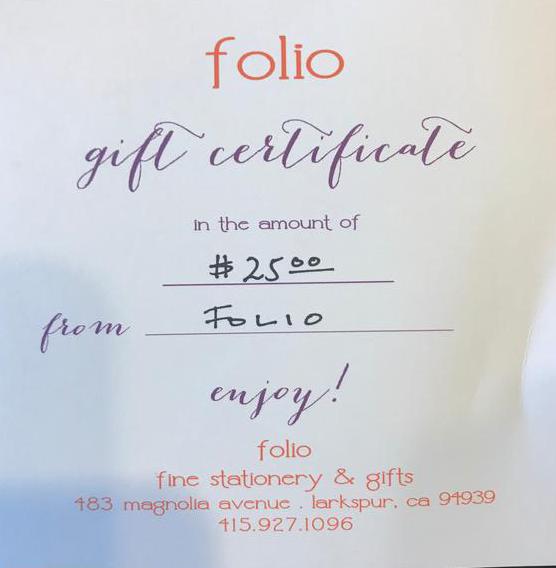 folio
gift certificate
in the amount of
# 25 00
from FOLIO
enjoy!
folio
fine stationery & gifts
483 magnolia avenue . larkspur, ca 94939
415.927.1096